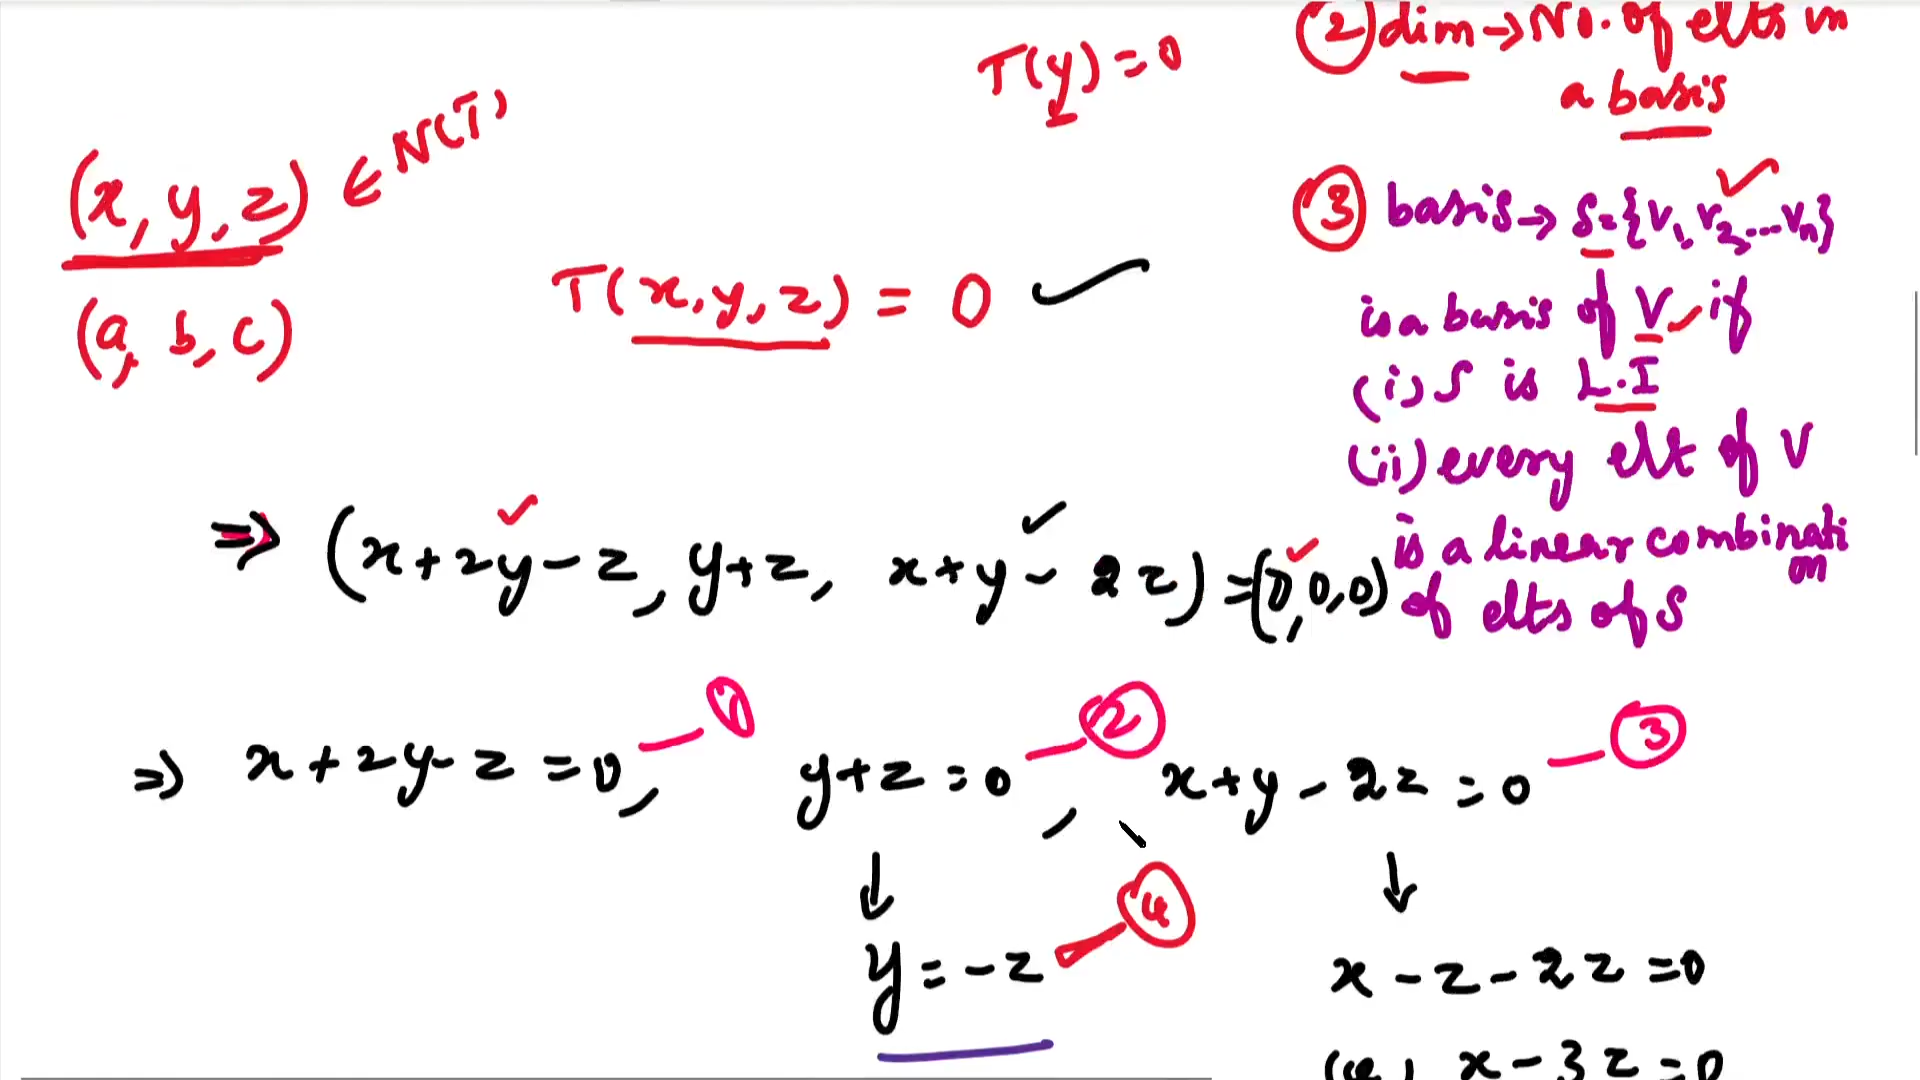 T(y) = 0
(x, y, z) ∈ N(T)
(a, b, c)
T(x, y, z) = 0
⇒ (x+2y-z, y+z, x+y-2z) = (0,0,0)
⇒ x+2y-z = 0, — 1
y+z = 0, — 2
x+y-2z = 0 — 3
↓
y = -z — 4
↓
x-z-2z = 0
x-3z = 0
② dim → No. of elts in
a basis
③ basis → S = {v₁, v₂, ... vₙ}
is a basis of V if
(i) S is L.I
(ii) every elt of V
is a linear combinati
on
of elts of S